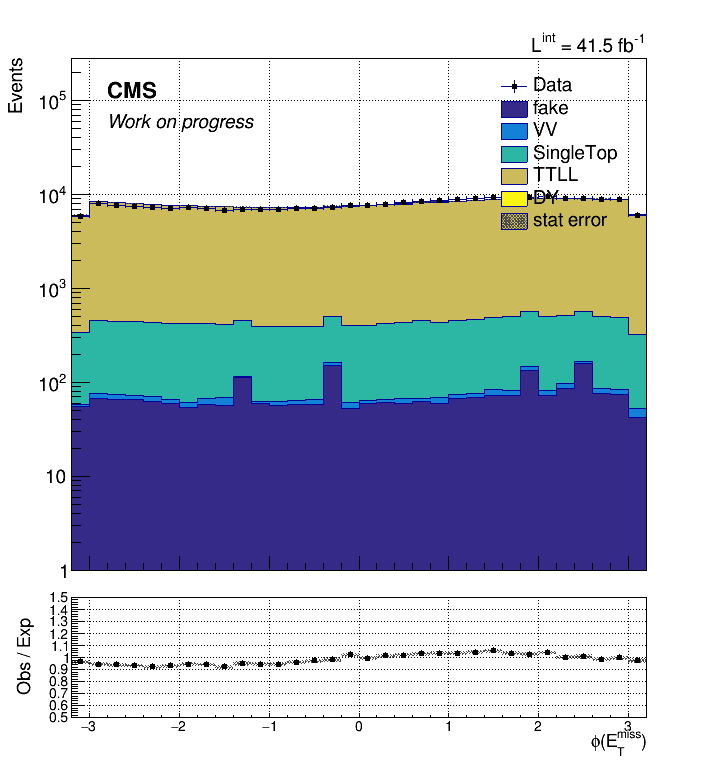 L^int = 41.5 fb^-1
Events
CMS
Work on progress
Data
fake
VV
SingleTop
TTLL
DY
stat error
10^5
10^4
10^3
10^2
10
1
Obs / Exp
1.5
1.4
1.3
1.2
1.1
1
0.9
0.8
0.7
0.6
0.5
−3 −2 −1 0 1 2 3
ϕ(E_T^miss)